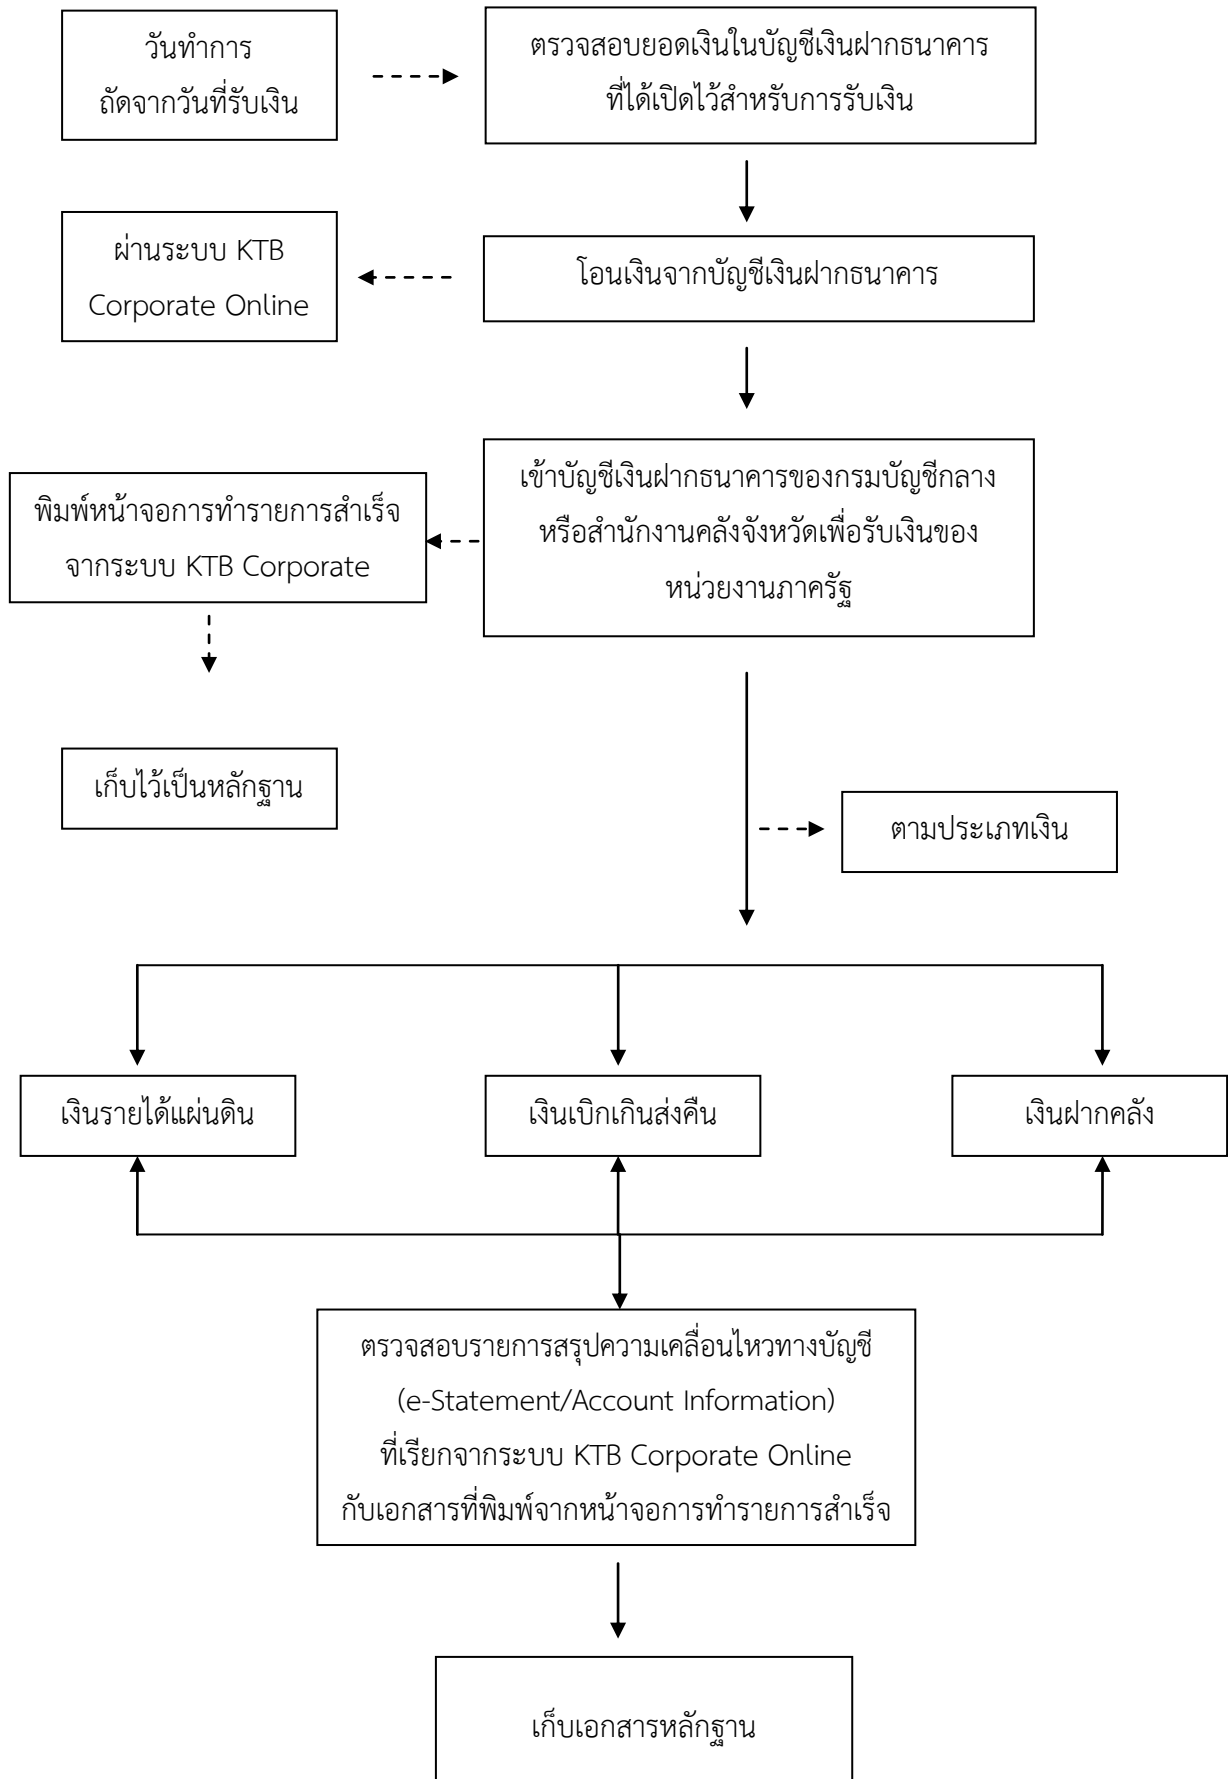 วันทำการ
ถัดจากวันที่รับเงิน
ตรวจสอบยอดเงินในบัญชีเงินฝากธนาคาร
ที่ได้เปิดไว้สำหรับการรับเงิน
ผ่านระบบ KTB
Corporate Online
โอนเงินจากบัญชีเงินฝากธนาคาร
เข้าบัญชีเงินฝากธนาคารของกรมบัญชีกลาง
หรือสำนักงานคลังจังหวัดเพื่อรับเงินของ
หน่วยงานภาครัฐ
พิมพ์หน้าจอการทำรายการสำเร็จ
จากระบบ KTB Corporate
เก็บไว้เป็นหลักฐาน
ตามประเภทเงิน
เงินรายได้แผ่นดิน
เงินเบิกเกินส่งคืน
เงินฝากคลัง
ตรวจสอบรายการสรุปความเคลื่อนไหวทางบัญชี
(e-Statement/Account Information)
ที่เรียกจากระบบ KTB Corporate Online
กับเอกสารที่พิมพ์จากหน้าจอการทำรายการสำเร็จ
เก็บเอกสารหลักฐาน